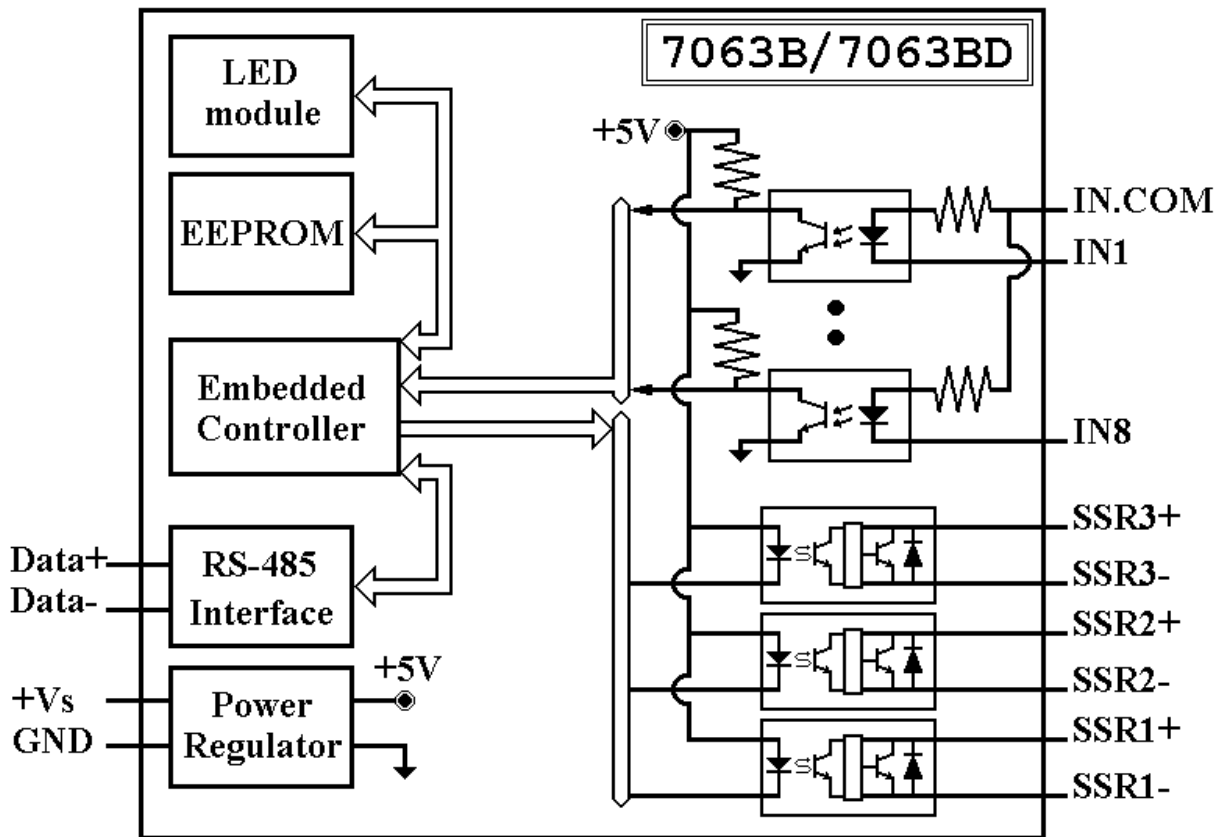 7063B/7063BD
LED
module
EEPROM
Embedded
Controller
RS-485
Interface
Power
Regulator
Data+
Data-
+Vs
GND
+5V
+5V
IN.COM
IN1
IN8
SSR3+
SSR3-
SSR2+
SSR2-
SSR1+
SSR1-